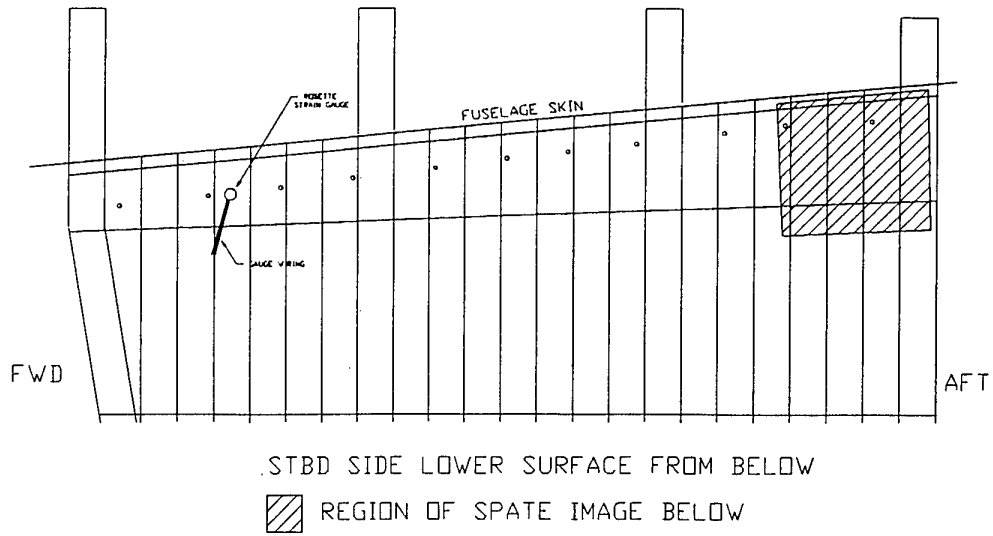 ROSETTE
STRAIN GAUGE
FUSELAGE SKIN
GAUGE WIRING
FWD
AFT
.STBD SIDE LOWER SURFACE FROM BELOW
REGION OF SPATE IMAGE BELOW